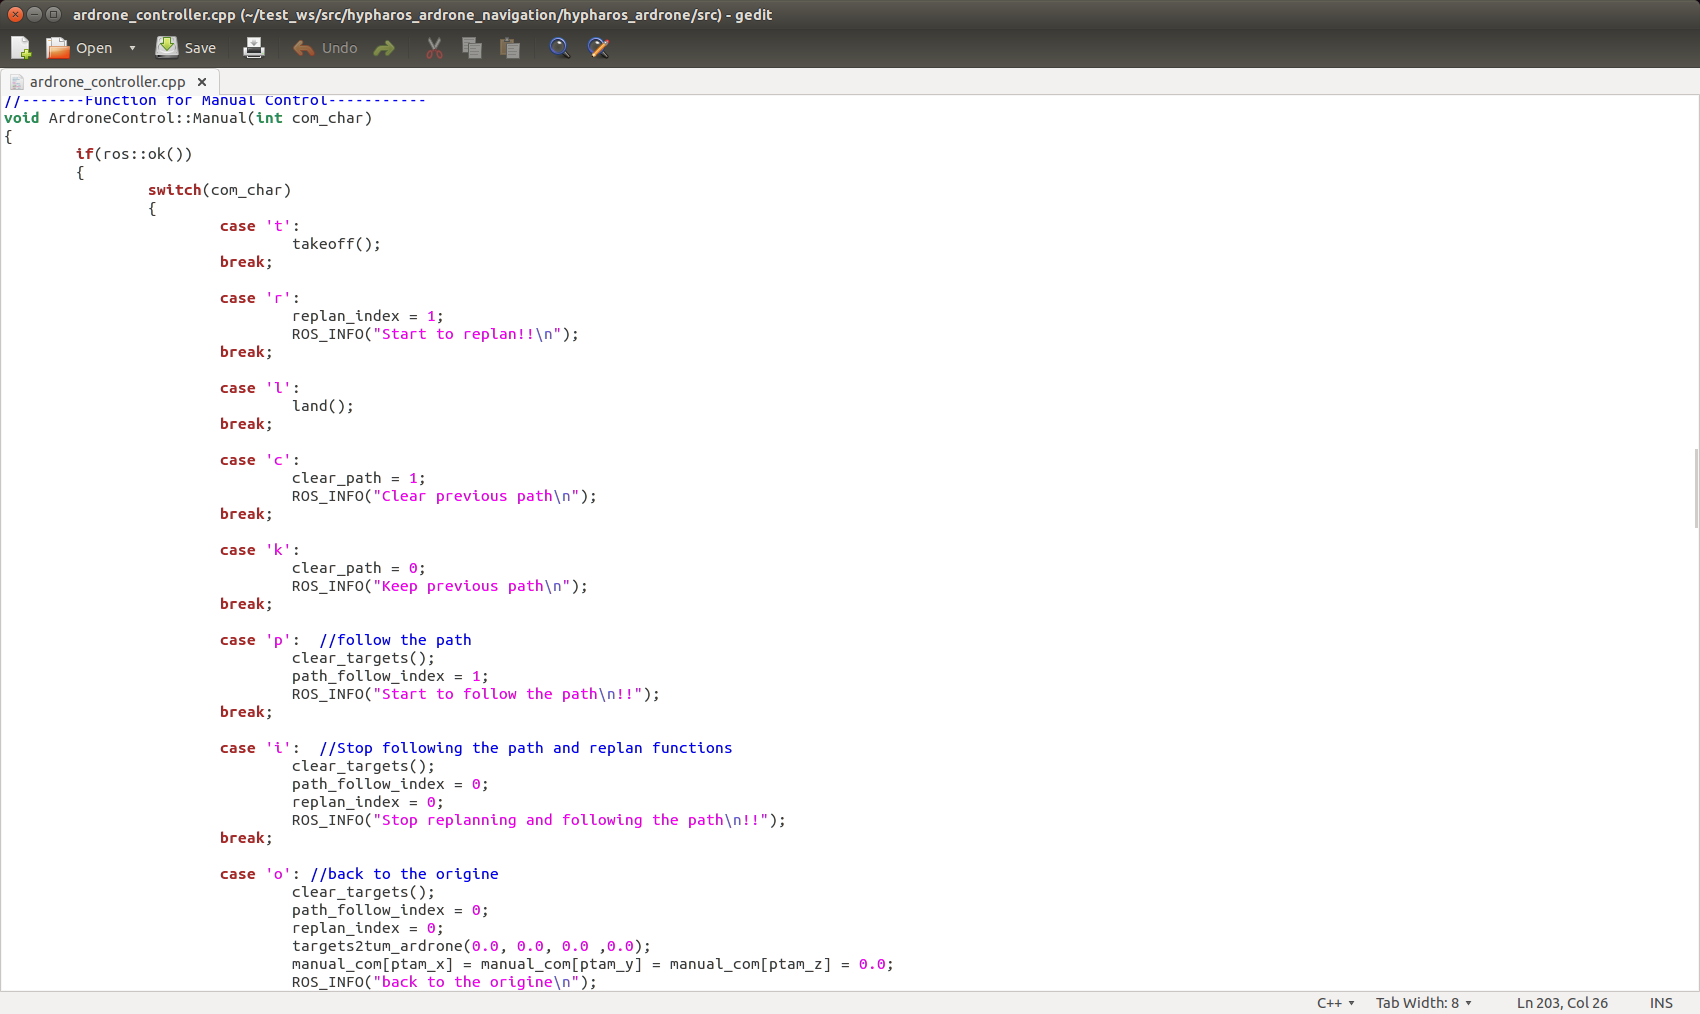 ardrone_controller.cpp (~/test_ws/src/hypharos_ardrone_navigation/hypharos_ardrone/src) - gedit
Open Save Undo
ardrone_controller.cpp
//-------Function for Manual Control-----------
void ArdroneControl::Manual(int com_char)
{
if(ros::ok())
{
switch(com_char)
{
case 't':
takeoff();
break;
case 'r':
replan_index = 1;
ROS_INFO("Start to replan!!\n");
break;
case 'l':
land();
break;
case 'c':
clear_path = 1;
ROS_INFO("Clear previous path\n");
break;
case 'k':
clear_path = 0;
ROS_INFO("Keep previous path\n");
break;
case 'p':  //follow the path
clear_targets();
path_follow_index = 1;
ROS_INFO("Start to follow the path\n!!");
break;
case 'i':  //Stop following the path and replan functions
clear_targets();
path_follow_index = 0;
replan_index = 0;
ROS_INFO("Stop replanning and following the path\n!!");
break;
case 'o': //back to the origine
clear_targets();
path_follow_index = 0;
replan_index = 0;
targets2tum_ardrone(0.0, 0.0, 0.0 ,0.0);
manual_com[ptam_x] = manual_com[ptam_y] = manual_com[ptam_z] = 0.0;
ROS_INFO("back to the origine\n");
C++ Tab Width: 8 Ln 203, Col 26 INS